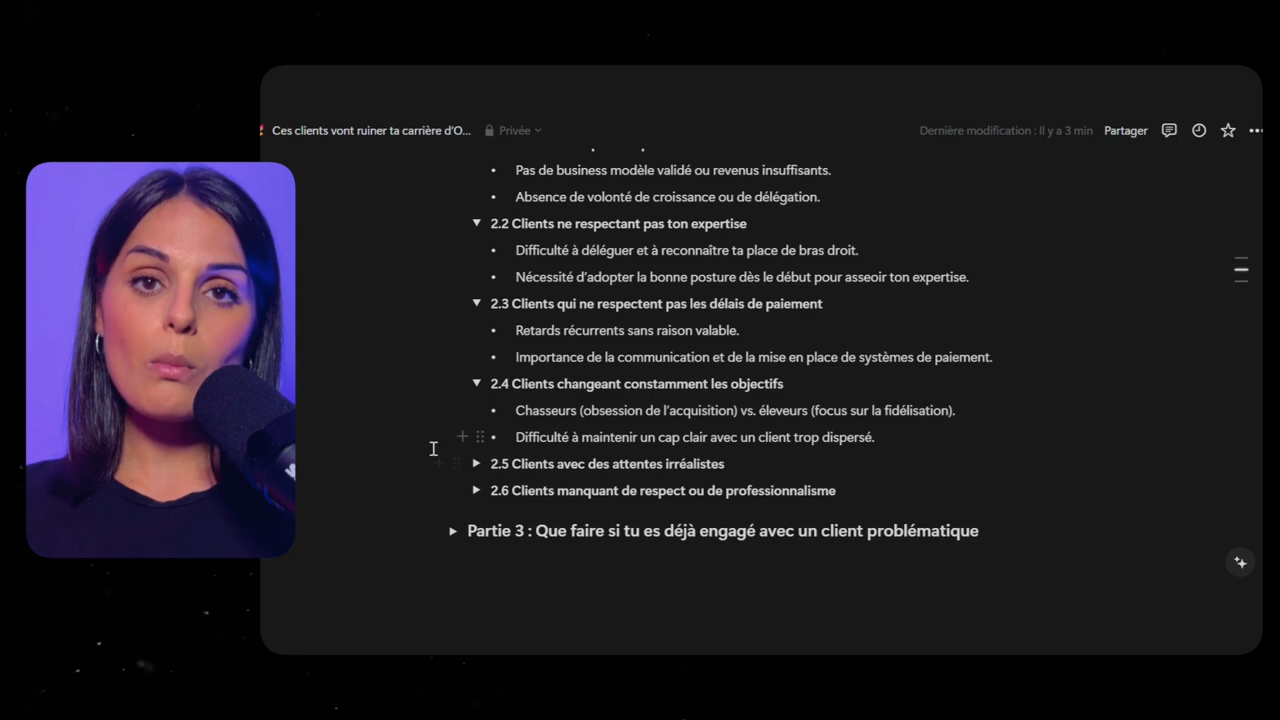 Ces clients vont ruiner ta carrière d'O... Privée Dernière modification : Il y a 3 min Partager
• Pas de business modèle validé ou revenus insuffisants.
• Absence de volonté de croissance ou de délégation.
2.2 Clients ne respectant pas ton expertise
• Difficulté à déléguer et à reconnaître ta place de bras droit.
• Nécessité d'adopter la bonne posture dès le début pour asseoir ton expertise.
2.3 Clients qui ne respectent pas les délais de paiement
• Retards récurrents sans raison valable.
• Importance de la communication et de la mise en place de systèmes de paiement.
2.4 Clients changeant constamment les objectifs
• Chasseurs (obsession de l'acquisition) vs. éleveurs (focus sur la fidélisation).
• Difficulté à maintenir un cap clair avec un client trop dispersé.
2.5 Clients avec des attentes irréalistes
2.6 Clients manquant de respect ou de professionnalisme
Partie 3 : Que faire si tu es déjà engagé avec un client problématique